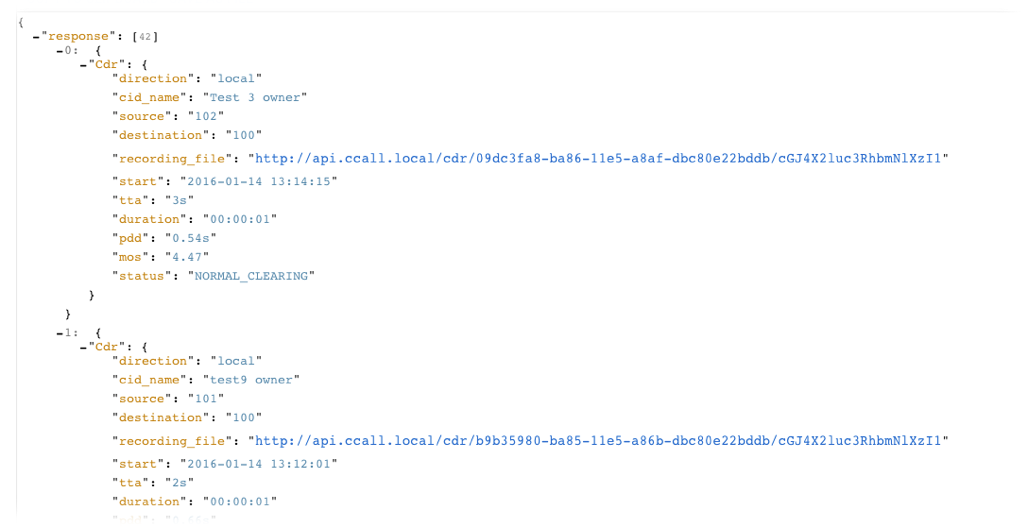 {
-"response": [42]
-0: {
-"Cdr": {
"direction": "local"
"cid_name": "Test 3 owner"
"source": "102"
"destination": "100"
"recording_file": "http://api.ccall.local/cdr/09dc3fa8-ba86-11e5-a8af-dbc80e22bddb/cGJ4X2luc3RhbmNlXzI1"
"start": "2016-01-14 13:14:15"
"tta": "3s"
"duration": "00:00:01"
"pdd": "0.54s"
"mos": "4.47"
"status": "NORMAL_CLEARING"
}
}
-1: {
-"Cdr": {
"direction": "local"
"cid_name": "test9 owner"
"source": "101"
"destination": "100"
"recording_file": "http://api.ccall.local/cdr/b9b35980-ba85-11e5-a86b-dbc80e22bddb/cGJ4X2luc3RhbmNlXzI1"
"start": "2016-01-14 13:12:01"
"tta": "2s"
"duration": "00:00:01"